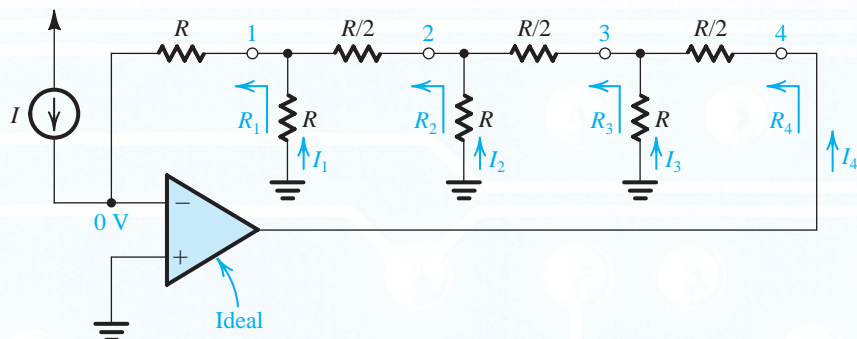 R 1 R/2 2 R/2 3 R/2 4
I R₁ R R₂ R R₃ R R₄
I₁ I₂ I₃ I₄
0 V
−
+
Ideal